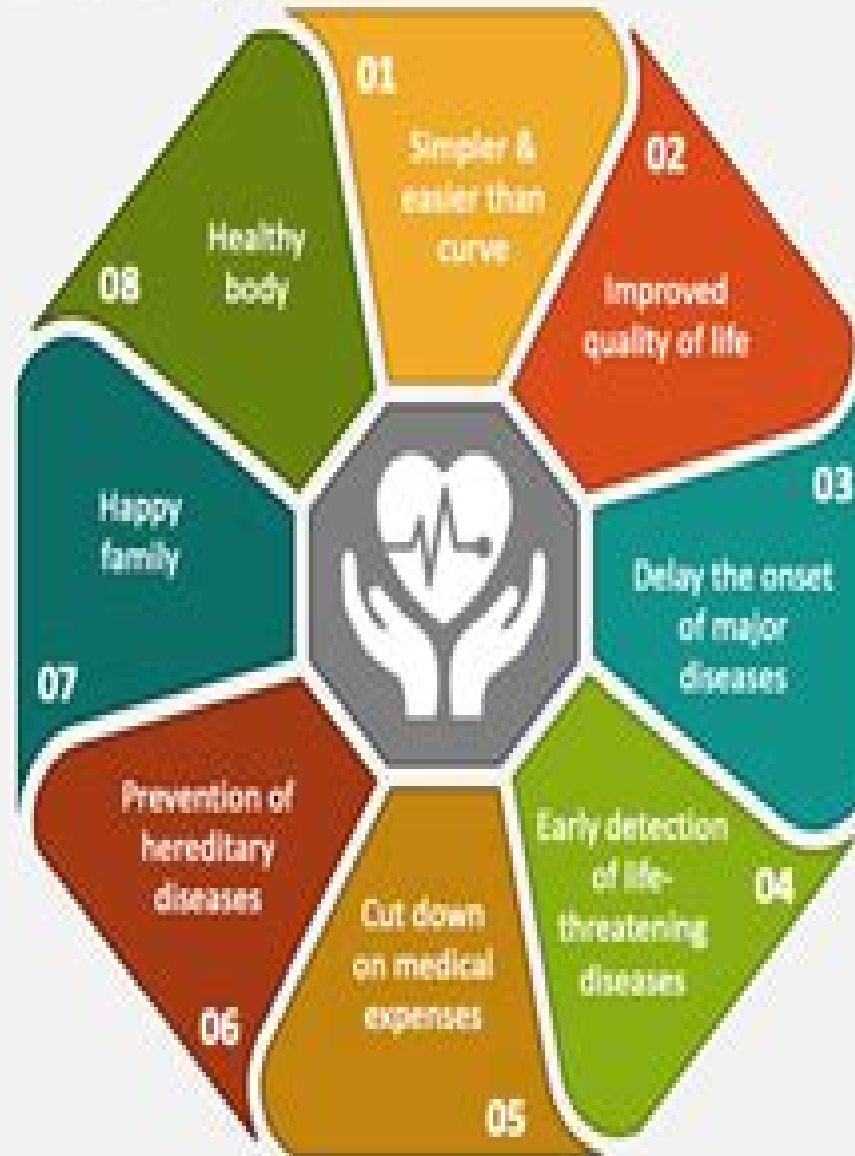 01
Simpler &
easier than
curve
02
Improved
quality of life
03
Delay the onset
of major
diseases
04
Early detection
of life-
threatening
diseases
05
Cut down
on medical
expenses
06
Prevention of
hereditary
diseases
07
Happy
family
08
Healthy
body